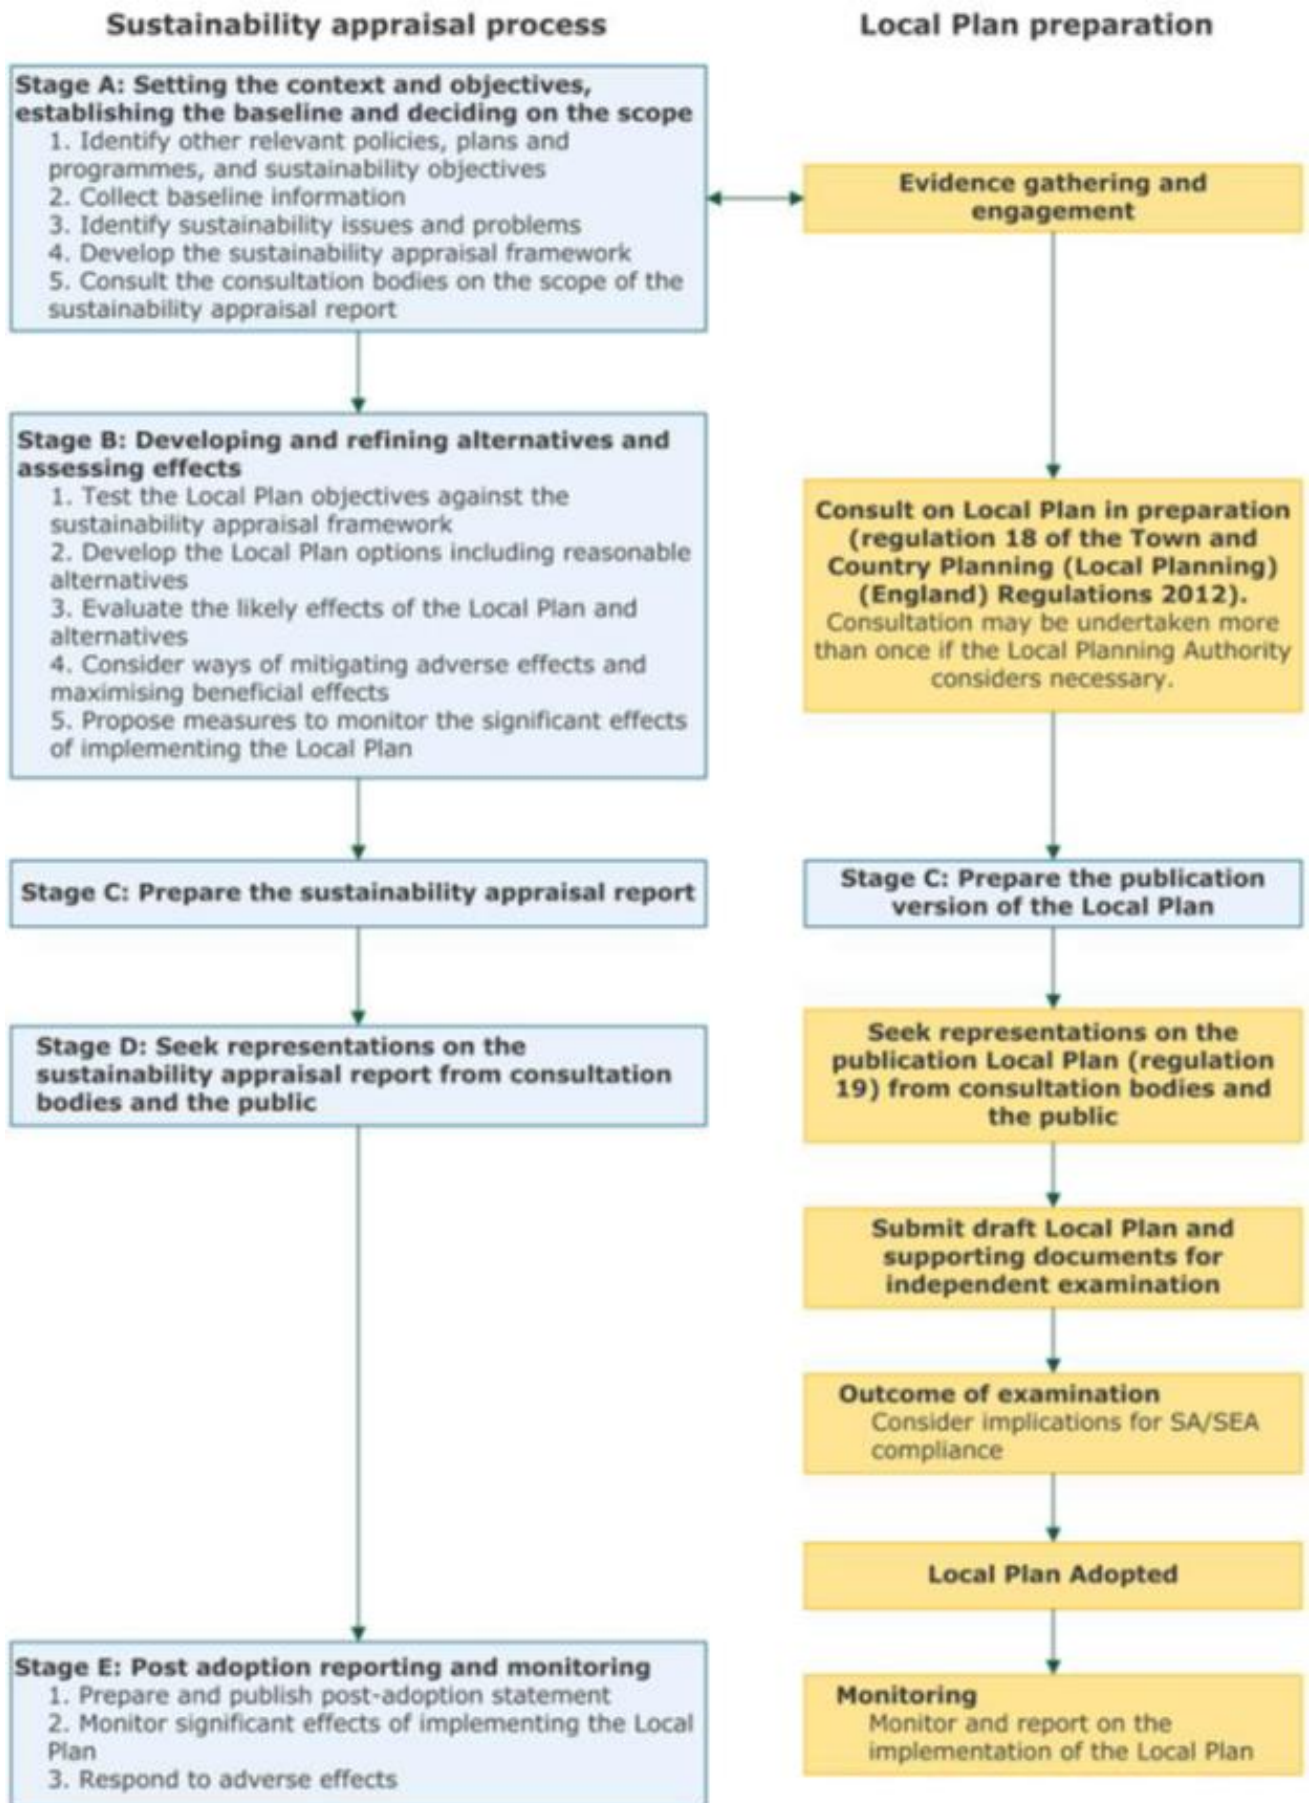 Sustainability appraisal process
Local Plan preparation
Stage A: Setting the context and objectives,
establishing the baseline and deciding on the scope
1. Identify other relevant policies, plans and
programmes, and sustainability objectives
2. Collect baseline information
3. Identify sustainability issues and problems
4. Develop the sustainability appraisal framework
5. Consult the consultation bodies on the scope of the
sustainability appraisal report
Evidence gathering and
engagement
Stage B: Developing and refining alternatives and
assessing effects
1. Test the Local Plan objectives against the
sustainability appraisal framework
2. Develop the Local Plan options including reasonable
alternatives
3. Evaluate the likely effects of the Local Plan and
alternatives
4. Consider ways of mitigating adverse effects and
maximising beneficial effects
5. Propose measures to monitor the significant effects
of implementing the Local Plan
Consult on Local Plan in preparation
(regulation 18 of the Town and
Country Planning (Local Planning)
(England) Regulations 2012).
Consultation may be undertaken more
than once if the Local Planning Authority
considers necessary.
Stage C: Prepare the sustainability appraisal report
Stage C: Prepare the publication
version of the Local Plan
Stage D: Seek representations on the
sustainability appraisal report from consultation
bodies and the public
Seek representations on the
publication Local Plan (regulation
19) from consultation bodies and
the public
Submit draft Local Plan and
supporting documents for
independent examination
Outcome of examination
Consider implications for SA/SEA
compliance
Local Plan Adopted
Stage E: Post adoption reporting and monitoring
1. Prepare and publish post-adoption statement
2. Monitor significant effects of implementing the Local
Plan
3. Respond to adverse effects
Monitoring
Monitor and report on the
implementation of the Local Plan